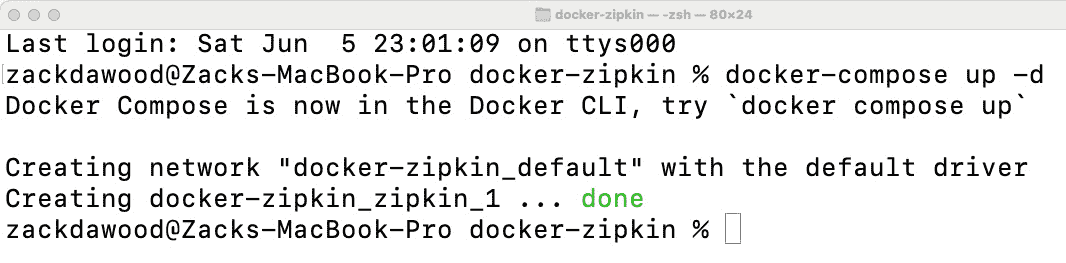 docker-zipkin — -zsh — 80×24
Last login: Sat Jun  5 23:01:09 on ttys000
zackdawood@Zacks-MacBook-Pro docker-zipkin % docker-compose up -d
Docker Compose is now in the Docker CLI, try `docker compose up`
Creating network "docker-zipkin_default" with the default driver
Creating docker-zipkin_zipkin_1 ... done
zackdawood@Zacks-MacBook-Pro docker-zipkin %